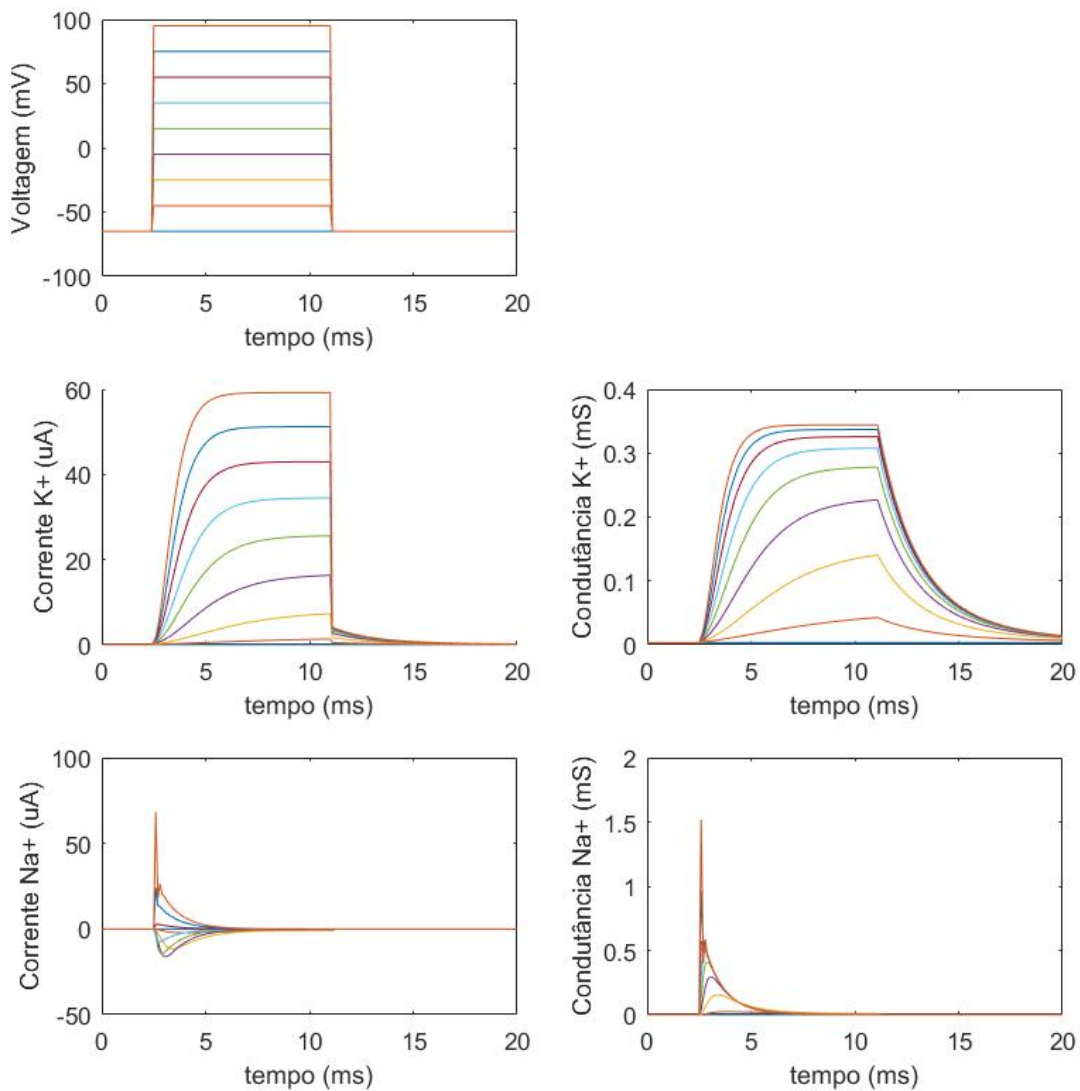 Voltagem (mV)
100
50
0
-50
-100
0 5 10 15 20
tempo (ms)
Corrente K+ (uA)
60
40
20
0
0 5 10 15 20
tempo (ms)
Condutância K+ (mS)
0.4
0.3
0.2
0.1
0
0 5 10 15 20
tempo (ms)
Corrente Na+ (uA)
100
50
0
-50
0 5 10 15 20
tempo (ms)
Condutância Na+ (mS)
2
1.5
1
0.5
0
0 5 10 15 20
tempo (ms)